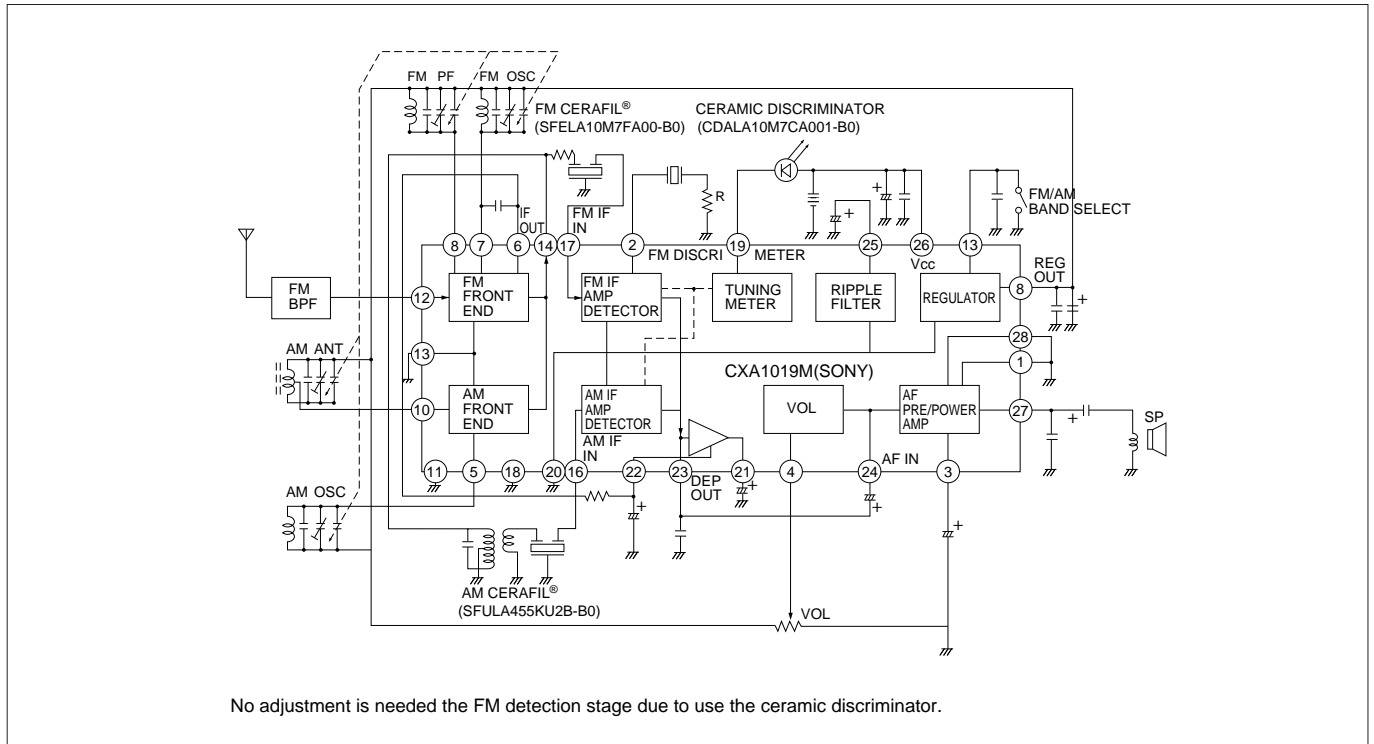 FM PF FM OSC
FM CERAFIL®
(SFELA10M7FA00-B0)
CERAMIC DISCRIMINATOR
(CDALA10M7CA001-B0)
R
IF
OUT
FM IF
IN
FM/AM
BAND SELECT
8 7 6 14 17 2 FM DISCRI 19 METER 25 26 13
Vcc
REG
OUT
8
FM
BPF
12
FM
FRONT
END
FM IF
AMP
DETECTOR
TUNING
METER
RIPPLE
FILTER
REGULATOR
28
13
1
AM ANT
CXA1019M(SONY)
10
AM
FRONT
END
AM IF
AMP
DETECTOR
VOL
AF
PRE/POWER
AMP
27
SP
AM IF
IN
AF IN
11 5 18 20 16 22 23 21 4 24 3
DEP
OUT
AM OSC
AM CERAFIL®
(SFULA455KU2B-B0)
VOL
No adjustment is needed the FM detection stage due to use the ceramic discriminator.